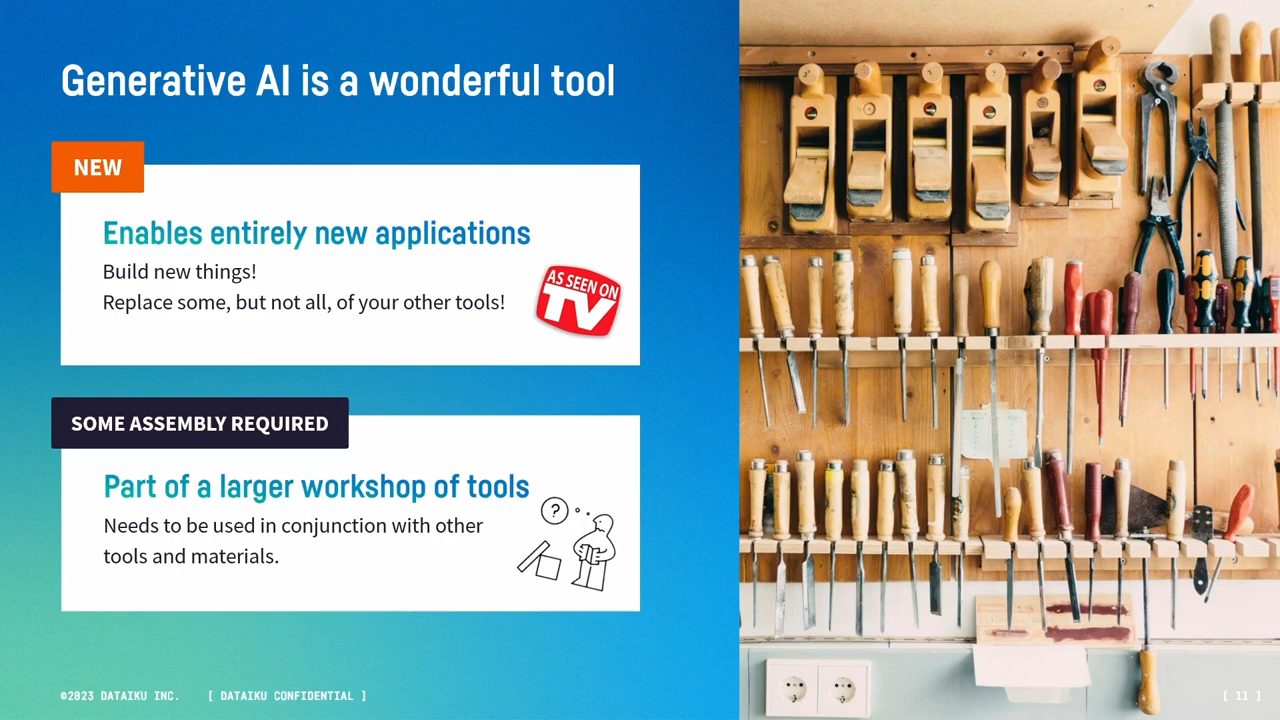 Generative AI is a wonderful tool
NEW
Enables entirely new applications
Build new things!
Replace some, but not all, of your other tools!
AS SEEN ON
TV
SOME ASSEMBLY REQUIRED
Part of a larger workshop of tools
Needs to be used in conjunction with other
tools and materials.
?
©2023 DATAIKU INC. [ DATAIKU CONFIDENTIAL ]
[ 11 ]